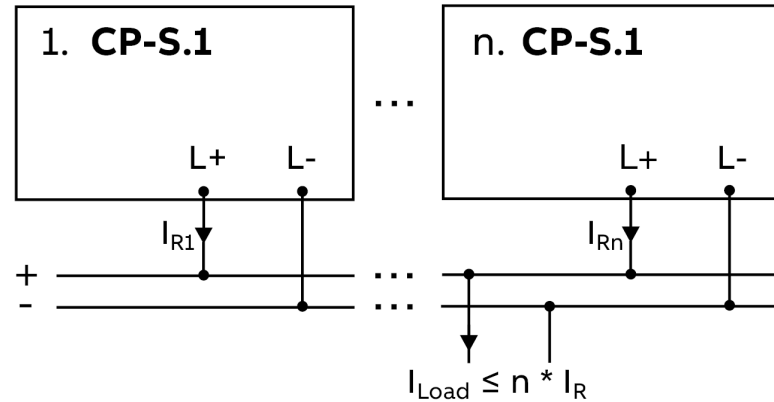 1. CP-S.1
...
n. CP-S.1
L+ L-
L+ L-
I_R1
I_Rn
+
...
-
...
I_Load ≤ n * I_R